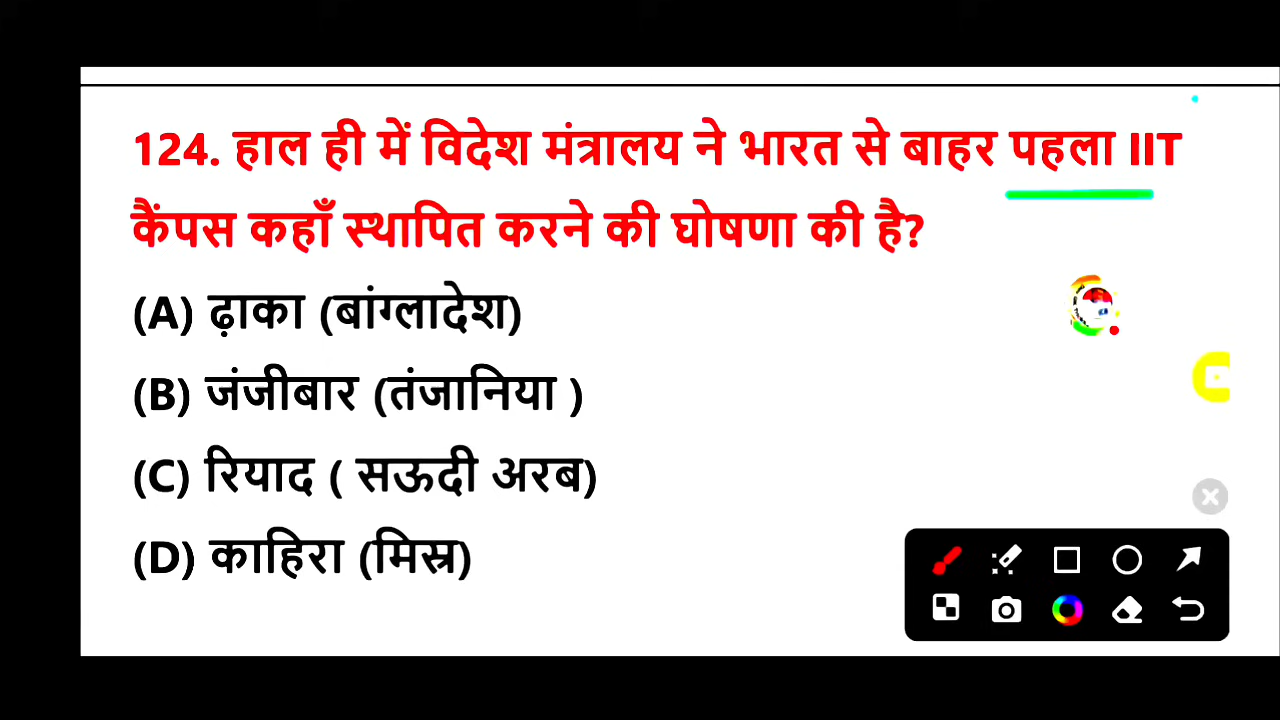 124. हाल ही में विदेश मंत्रालय ने भारत से बाहर पहला IIT
कैंपस कहाँ स्थापित करने की घोषणा की है?
(A) ढ़ाका (बांग्लादेश)
(B) जंजीबार (तंजानिया )
(C) रियाद ( सऊदी अरब)
(D) काहिरा (मिस्र)